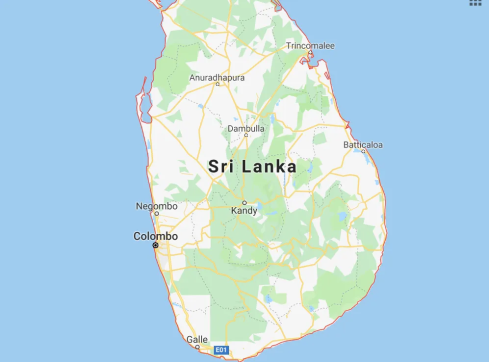 Trincomalee
Anuradhapura
Dambulla
Batticaloa
Sri Lanka
Negombo
Kandy
Colombo
Galle
E01